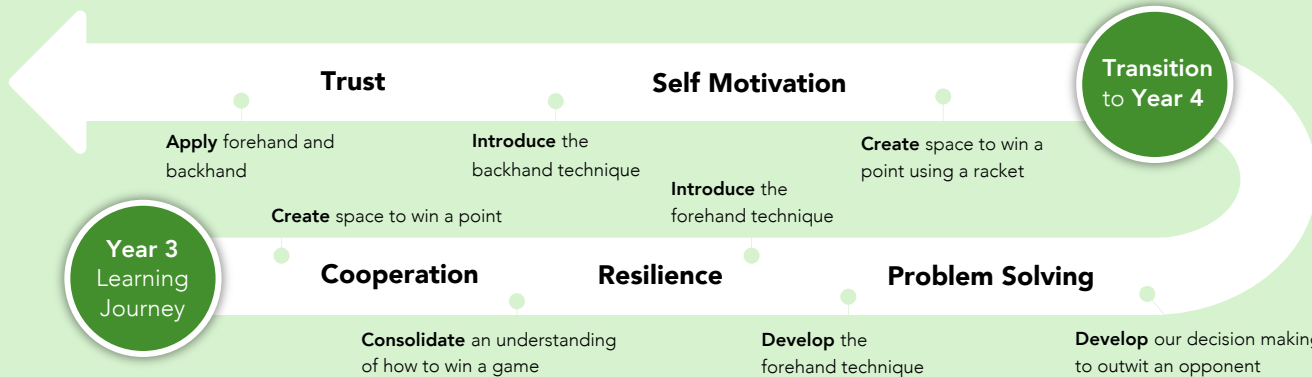 Trust
Self Motivation
Transition
to Year 4
Apply forehand and
backhand
Introduce the
backhand technique
Create space to win a
point using a racket
Introduce the
forehand technique
Create space to win a point
Year 3
Learning
Journey
Cooperation
Resilience
Problem Solving
Consolidate an understanding
of how to win a game
Develop the
forehand technique
Develop our decision making
to outwit an opponent